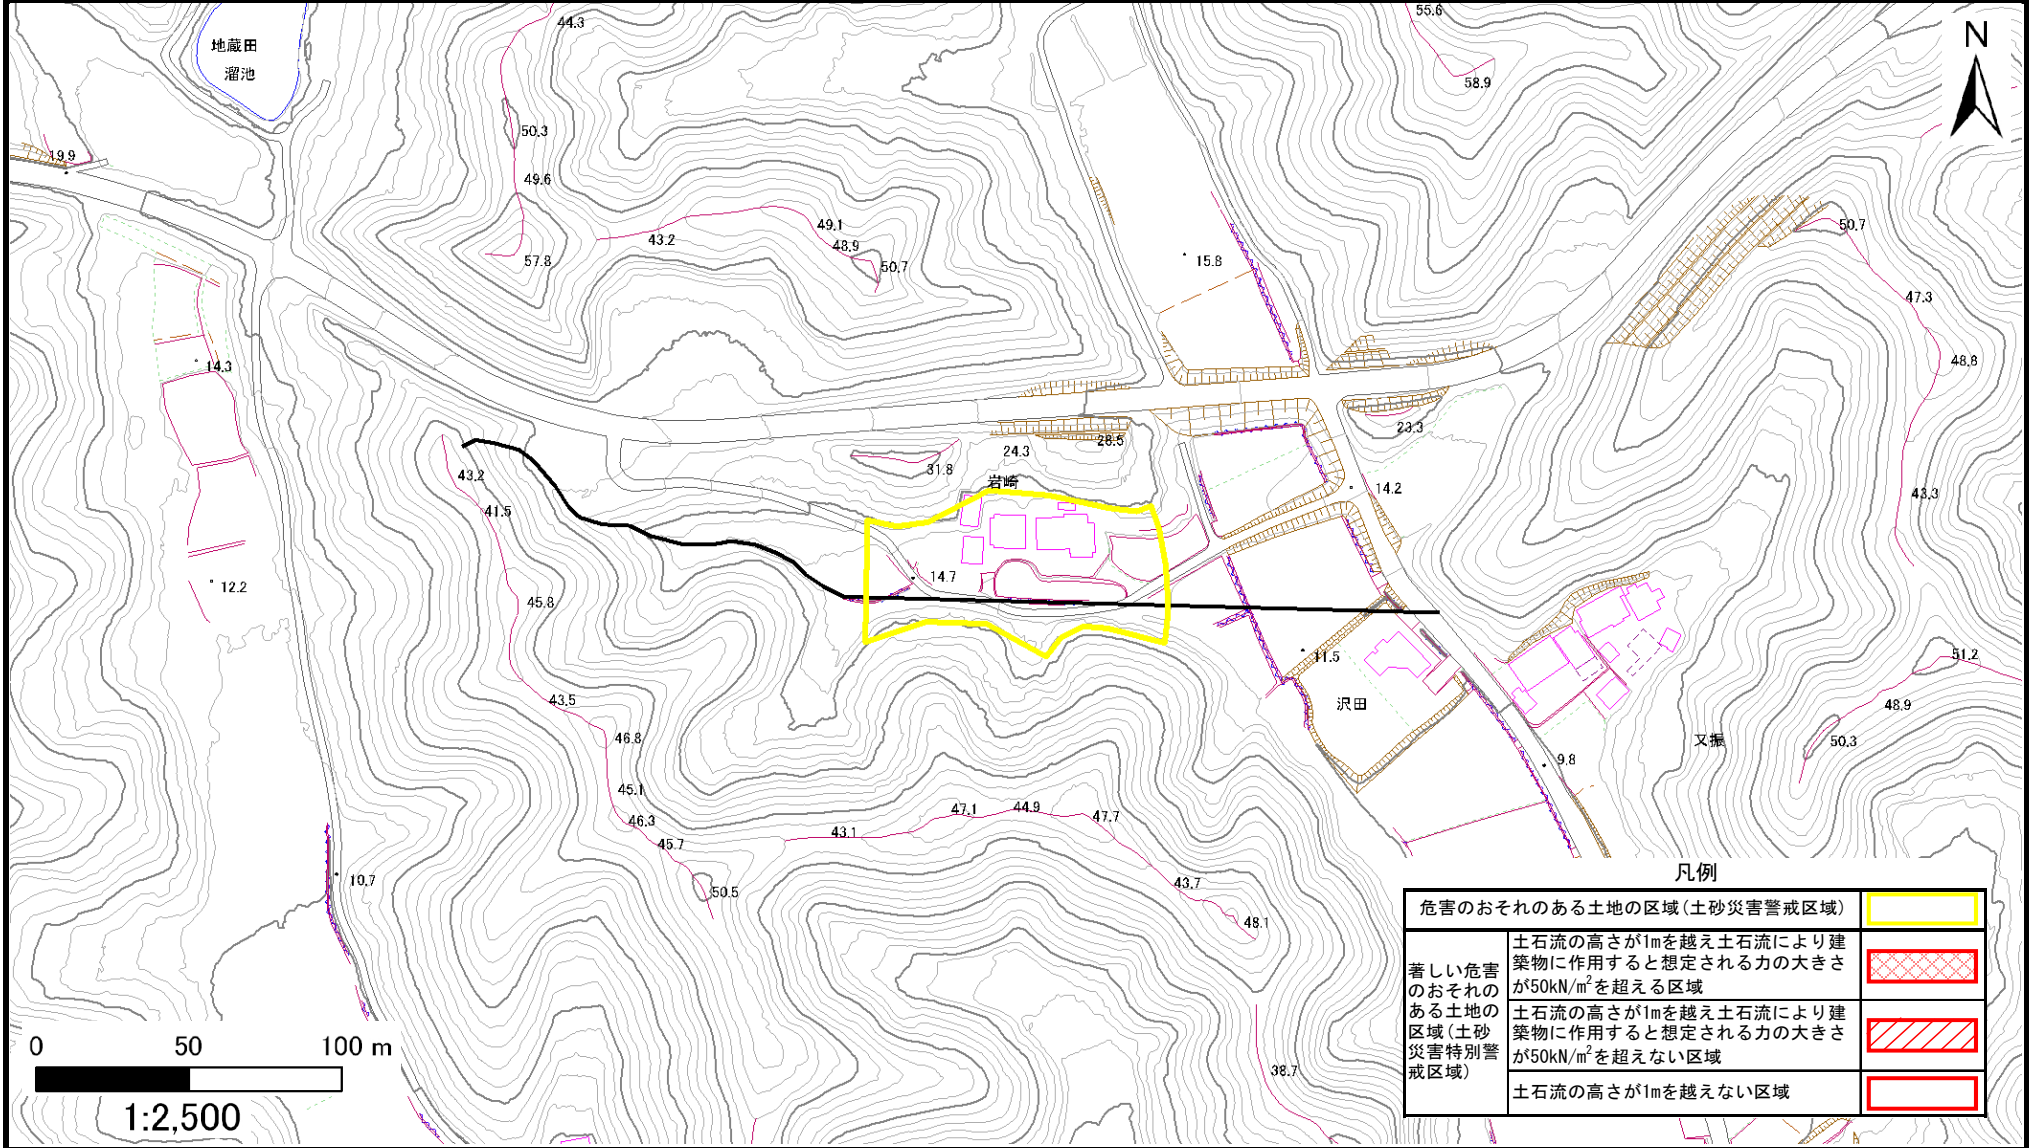 44.3
55.6
N
地蔵田
溜池
58.9
50.3
19.9
49.6
49.1
50.7
43.2
48.9
57.8
15.8
50.7
47.3
14.3
48.8
23.3
28.5
24.3
31.8
43.2
岩崎
14.2
43.3
41.5
14.7
12.2
45.8
11.5
51.2
43.5
沢田
48.9
46.8
又振
50.3
9.8
45.1
47.1
44.9
47.7
46.3
43.1
45.7
10.7
43.7
50.5
48.1
38.7
凡例
危害のおそれのある土地の区域(土砂災害警戒区域)
著しい危害
のおそれの
ある土地の
区域(土砂
災害特別警
戒区域)
土石流の高さが1mを越え土石流により建
築物に作用すると想定される力の大きさ
が50kN/m²を超える区域
土石流の高さが1mを越え土石流により建
築物に作用すると想定される力の大きさ
が50kN/m²を超えない区域
土石流の高さが1mを越えない区域
0 50 100 m
1:2,500